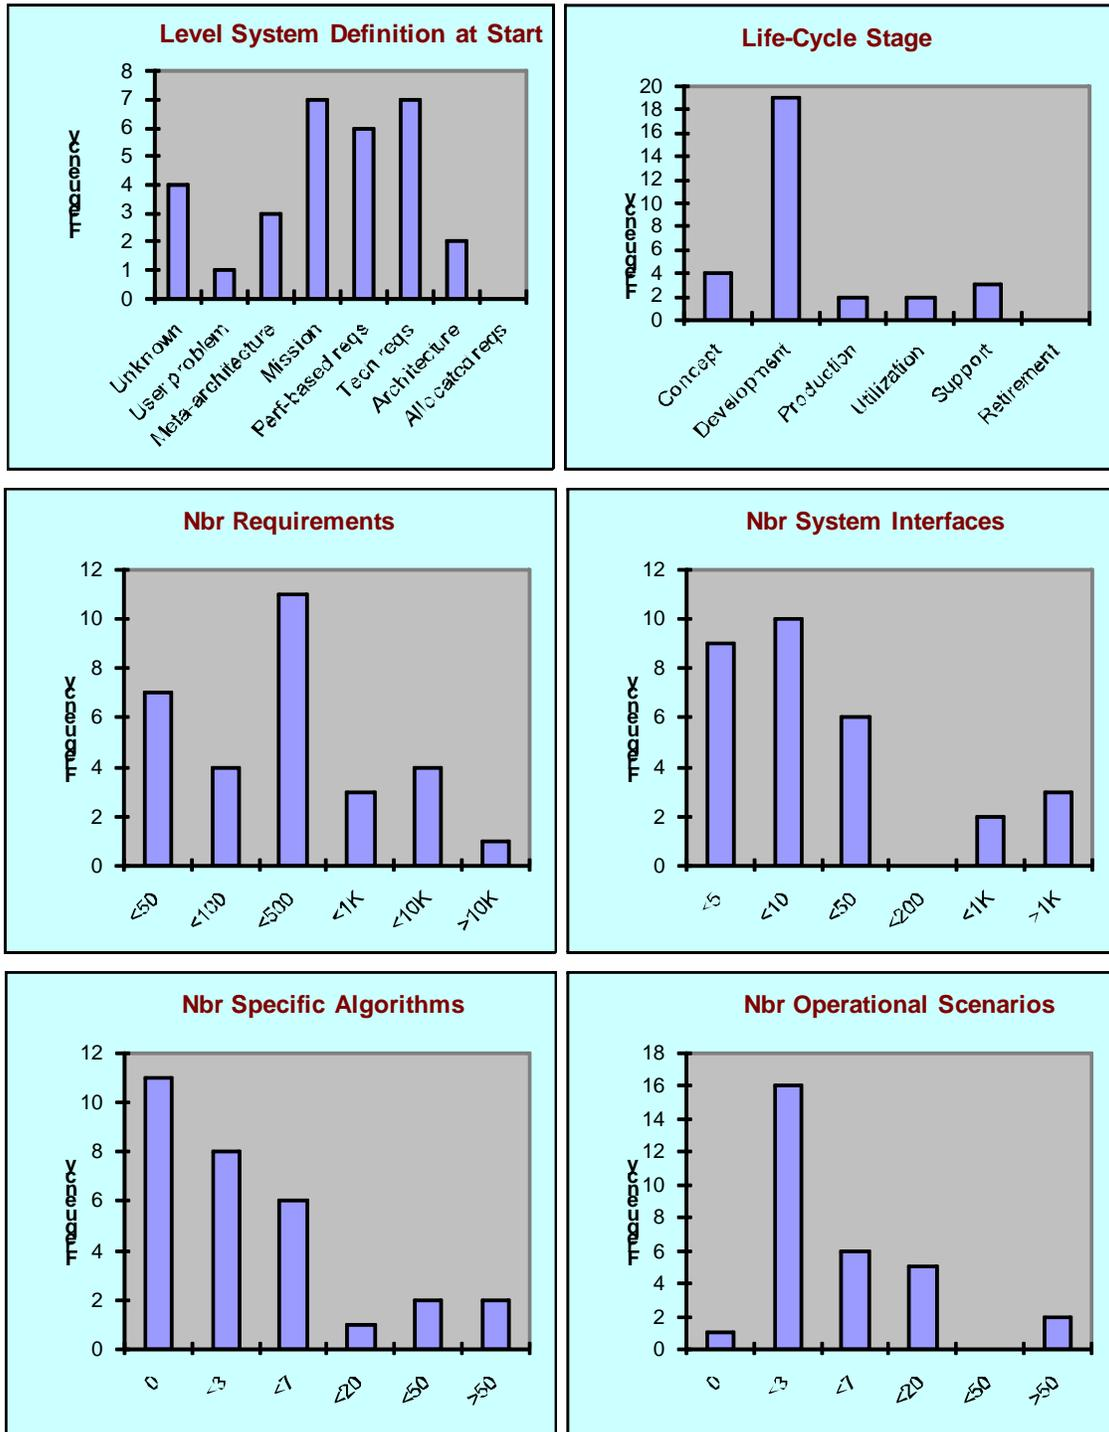 Level System Definition at Start
Frequency
8
7
6
5
4
3
2
1
0
Unknown
User problem
Meta-architecture
Mission
Perf-based reqs
Tech reqs
Architecture
Allocated reqs
Life-Cycle Stage
Frequency
20
18
16
14
12
10
8
6
4
2
0
Concept
Development
Production
Utilization
Support
Retirement
Nbr Requirements
Frequency
12
10
8
6
4
2
0
<50
<100
<500
<1K
<10K
>10K
Nbr System Interfaces
Frequency
12
10
8
6
4
2
0
<5
<10
<50
<200
<1K
>1K
Nbr Specific Algorithms
Frequency
12
10
8
6
4
2
0
0
<3
<7
<20
<50
>50
Nbr Operational Scenarios
Frequency
18
16
14
12
10
8
6
4
2
0
0
<3
<7
<20
<50
>50